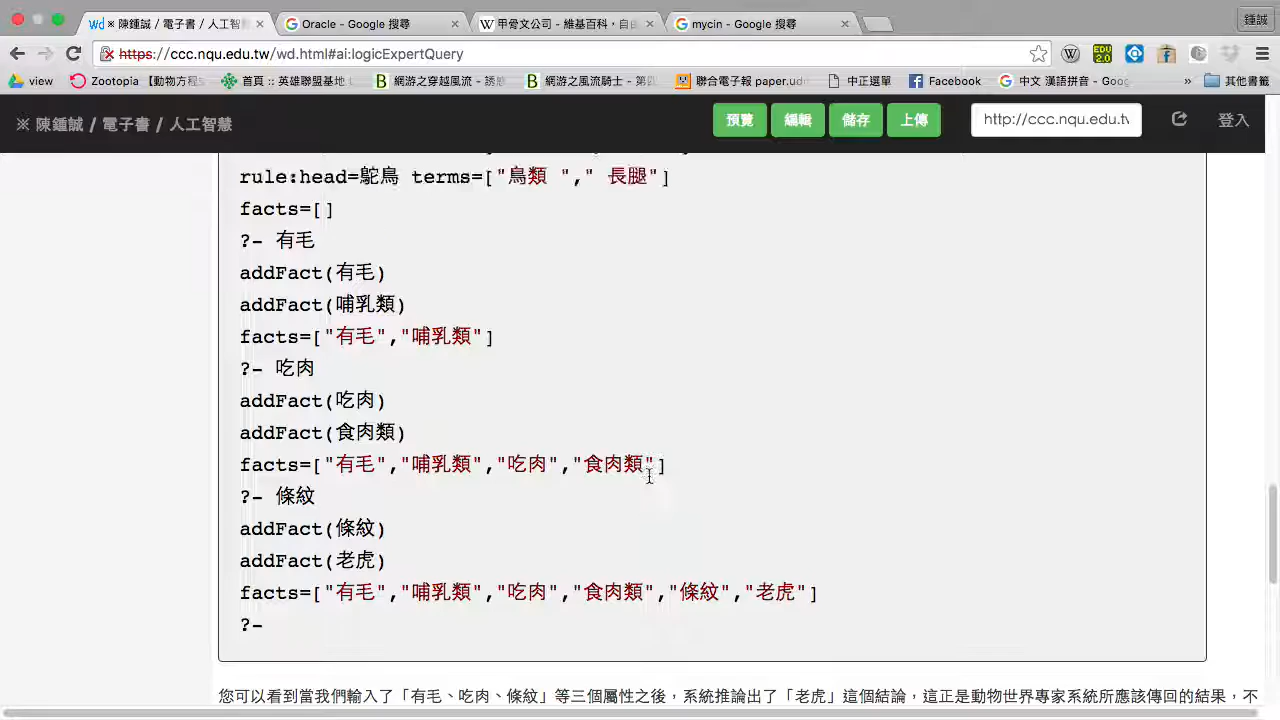 ※ 陳鍾誠 / 電子書 / 人工智慧
Oracle - Google 搜尋
甲骨文公司 - 維基百科，自由
mycin - Google 搜尋
鍾誠
https://ccc.nqu.edu.tw/wd.html#ai:logicExpertQuery
view
Zootopia 【動物方程
首頁 :: 英雄聯盟基地
網游之穿越風流 - 誘
網游之風流騎士 - 第四
聯合電子報 paper.ud
中正選單
Facebook
中文 漢語拼音 - Goog
»
其他書籤
※ 陳鍾誠 / 電子書 / 人工智慧
預覽
編輯
儲存
上傳
http://ccc.nqu.edu.tv
登入
rule:head=鴕鳥 terms=["鳥類 "," 長腿"]
facts=[]
?- 有毛
addFact(有毛)
addFact(哺乳類)
facts=["有毛","哺乳類"]
?- 吃肉
addFact(吃肉)
addFact(食肉類)
facts=["有毛","哺乳類","吃肉","食肉類"]
?- 條紋
addFact(條紋)
addFact(老虎)
facts=["有毛","哺乳類","吃肉","食肉類","條紋","老虎"]
?-
您可以看到當我們輸入了「有毛、吃肉、條紋」等三個屬性之後，系統推論出了「老虎」這個結論，這正是動物世界專家系統所應該傳回的結果，不